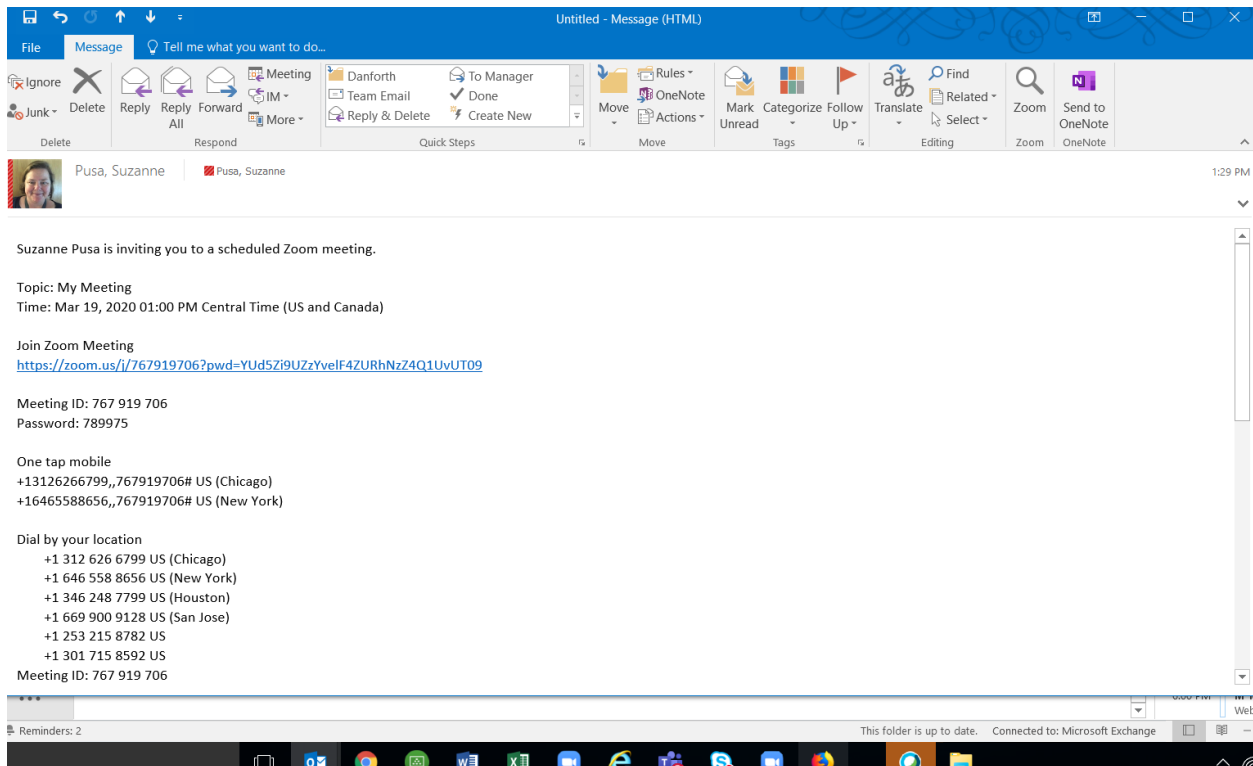 Untitled - Message (HTML)
File Message Tell me what you want to do...
Ignore
Junk
Delete
Reply
Reply All
Forward
Meeting
IM
More
Danforth
Team Email
Reply & Delete
To Manager
Done
Create New
Move
Rules
OneNote
Actions
Mark Unread
Categorize
Follow Up
Translate
Find
Related
Select
Zoom
Send to OneNote
Delete Respond Quick Steps Move Tags Editing Zoom OneNote
Pusa, Suzanne Pusa, Suzanne 1:29 PM
Suzanne Pusa is inviting you to a scheduled Zoom meeting.
Topic: My Meeting
Time: Mar 19, 2020 01:00 PM Central Time (US and Canada)
Join Zoom Meeting
https://zoom.us/j/767919706?pwd=YUd5Zi9UZzYvelF4ZURhNzZ4Q1UvUT09
Meeting ID: 767 919 706
Password: 789975
One tap mobile
+13126266799,,767919706# US (Chicago)
+16465588656,,767919706# US (New York)
Dial by your location
+1 312 626 6799 US (Chicago)
+1 646 558 8656 US (New York)
+1 346 248 7799 US (Houston)
+1 669 900 9128 US (San Jose)
+1 253 215 8782 US
+1 301 715 8592 US
Meeting ID: 767 919 706
Web
Reminders: 2 This folder is up to date. Connected to: Microsoft Exchange